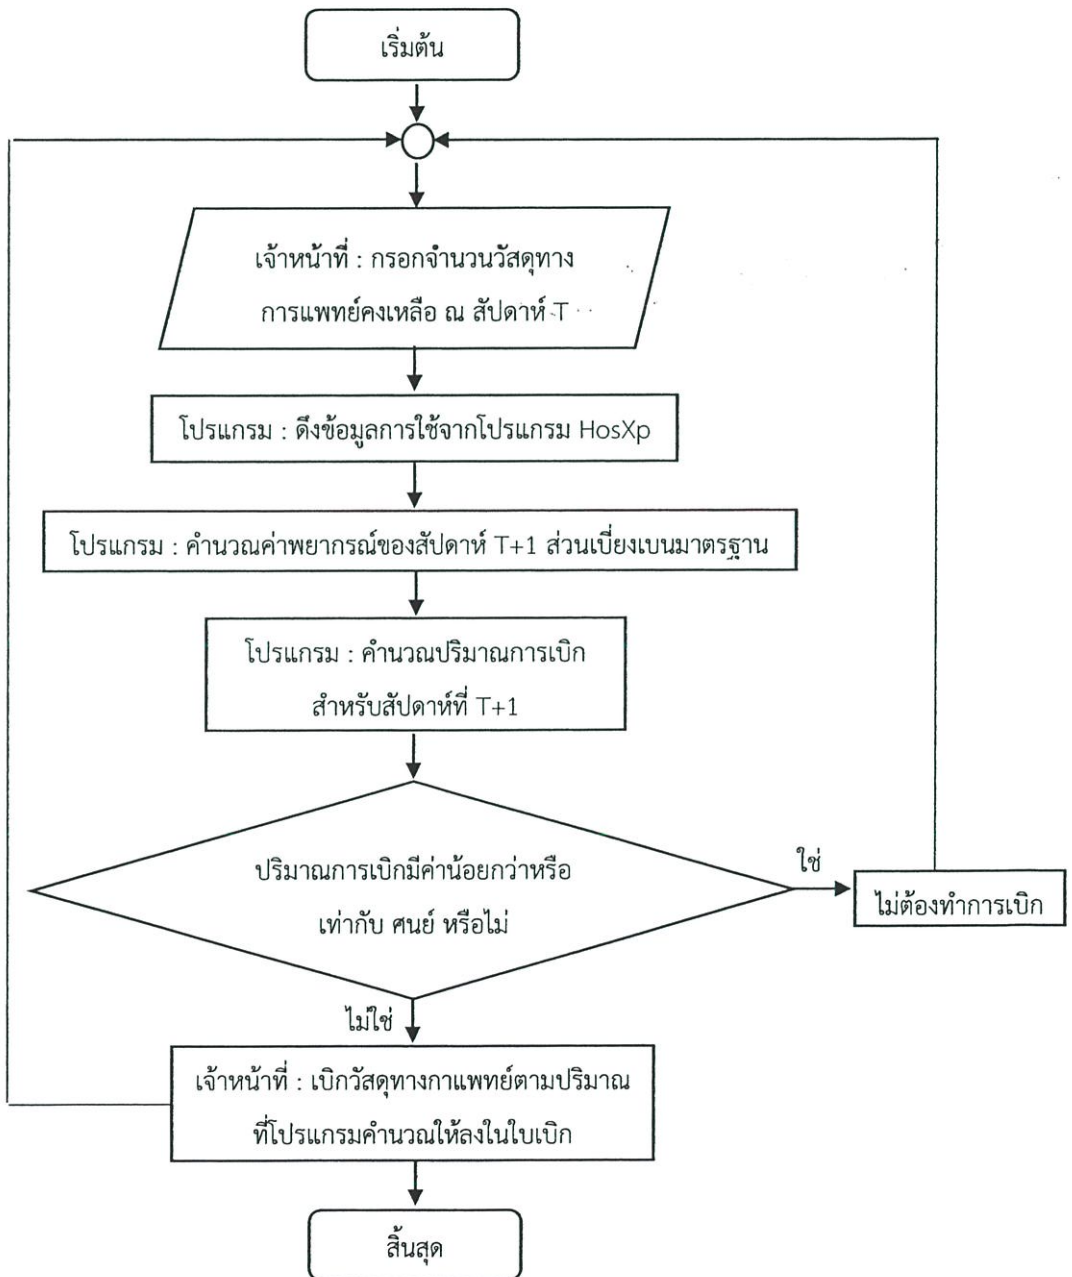 เริ่มต้น
เจ้าหน้าที่ : กรอกจำนวนวัสดุทาง
การแพทย์คงเหลือ ณ สัปดาห์ T
โปรแกรม : ดึงข้อมูลการใช้จากโปรแกรม HosXp
โปรแกรม : คำนวณค่าพยากรณ์ของสัปดาห์ T+1 ส่วนเบี่ยงเบนมาตรฐาน
โปรแกรม : คำนวณปริมาณการเบิก
สำหรับสัปดาห์ที่ T+1
ปริมาณการเบิกมีค่าน้อยกว่าหรือ
เท่ากับ ศนย์ หรือไม่
ใช่
ไม่ต้องทำการเบิก
ไม่ใช่
เจ้าหน้าที่ : เบิกวัสดุทางกาแพทย์ตามปริมาณ
ที่โปรแกรมคำนวณให้ลงในใบเบิก
สิ้นสุด